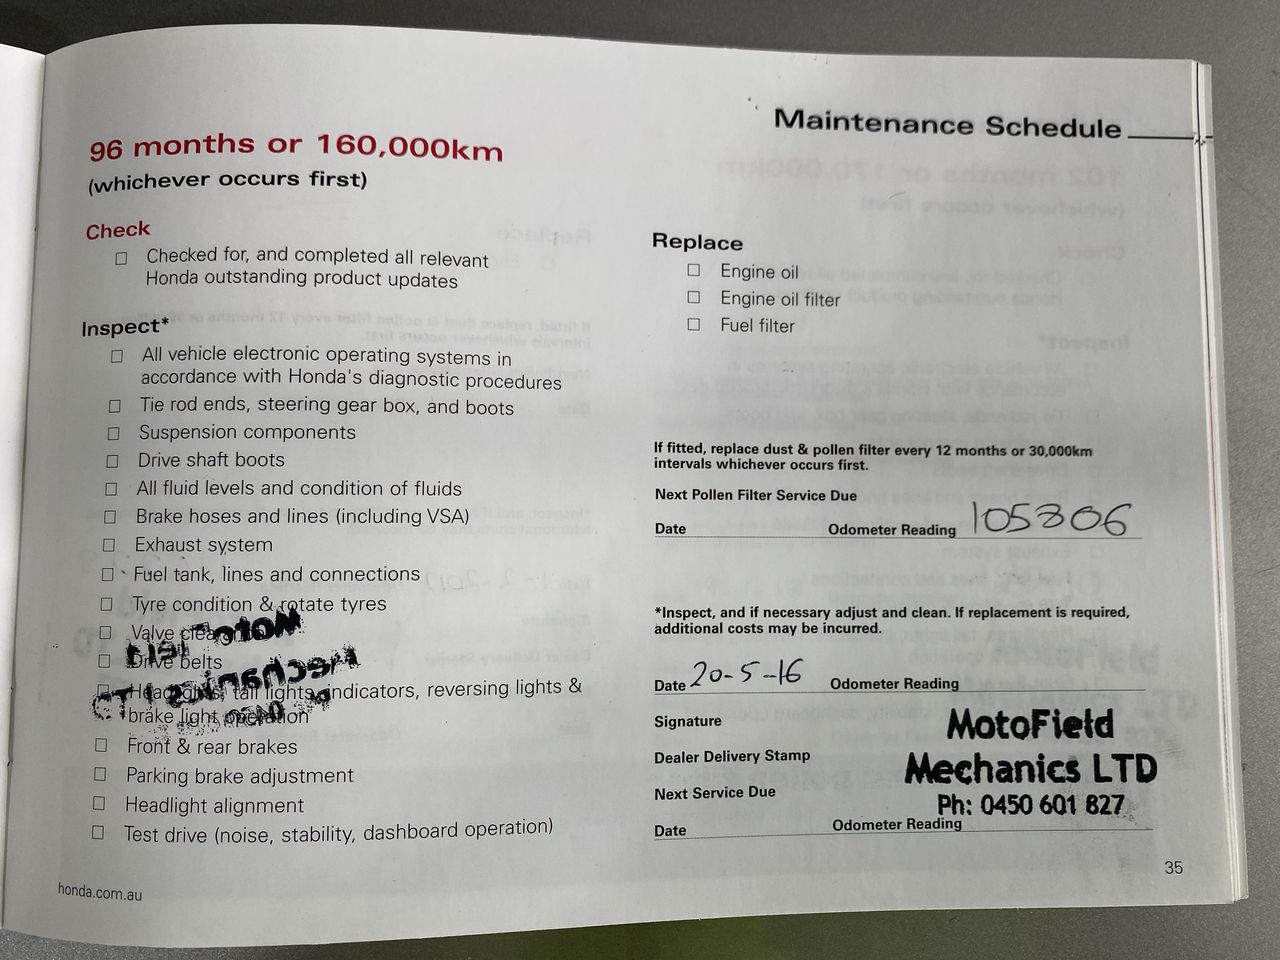 Maintenance Schedule
96 months or 160,000km
(whichever occurs first)
Check
Checked for, and completed all relevant
Honda outstanding product updates
Inspect*
All vehicle electronic operating systems in
accordance with Honda's diagnostic procedures
Tie rod ends, steering gear box, and boots
Suspension components
Drive shaft boots
All fluid levels and condition of fluids
Brake hoses and lines (including VSA)
Exhaust system
Fuel tank, lines and connections
Tyre condition & rotate tyres
Valve
Drive belts
tail lights, indicators, reversing lights &
brake light operation
Front & rear brakes
Parking brake adjustment
Headlight alignment
Test drive (noise, stability, dashboard operation)
honda.com.au
Replace
Engine oil
Engine oil filter
Fuel filter
If fitted, replace dust & pollen filter every 12 months or 30,000km
intervals whichever occurs first.
Next Pollen Filter Service Due
Date Odometer Reading 105806
*Inspect, and if necessary adjust and clean. If replacement is required,
additional costs may be incurred.
Date 20-5-16 Odometer Reading
Signature
Dealer Delivery Stamp
Next Service Due
MotoField
Mechanics LTD
Ph: 0450 601 827
Date Odometer Reading
35